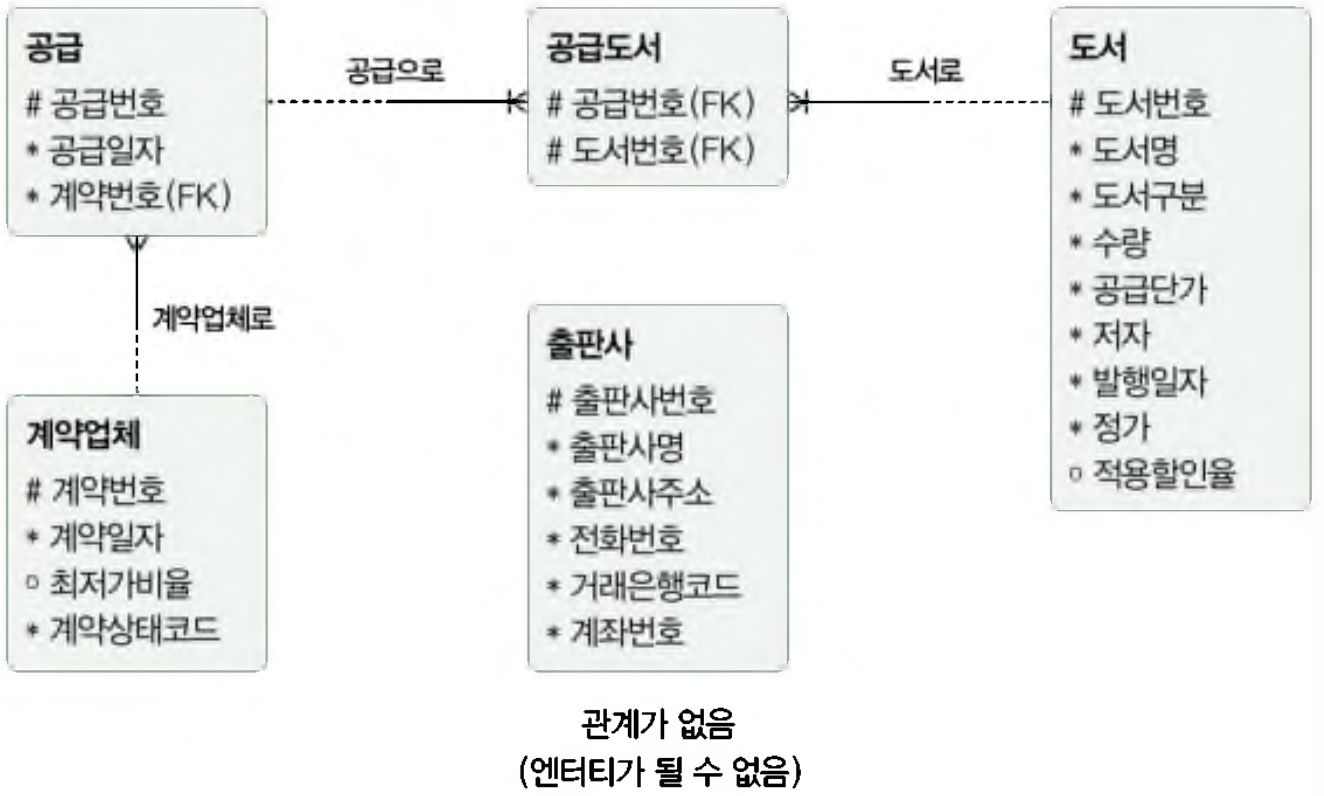 공급
# 공급번호
* 공급일자
* 계약번호(FK)
공급으로
공급도서
# 공급번호(FK)
# 도서번호(FK)
도서로
도서
# 도서번호
* 도서명
* 도서구분
* 수량
* 공급단가
* 저자
* 발행일자
* 정가
o 적용할인율
계약업체로
계약업체
# 계약번호
* 계약일자
o 최저가비율
* 계약상태코드
출판사
# 출판사번호
* 출판사명
* 출판사주소
* 전화번호
* 거래은행코드
* 계좌번호
관계가 없음
(엔터티가 될 수 없음)